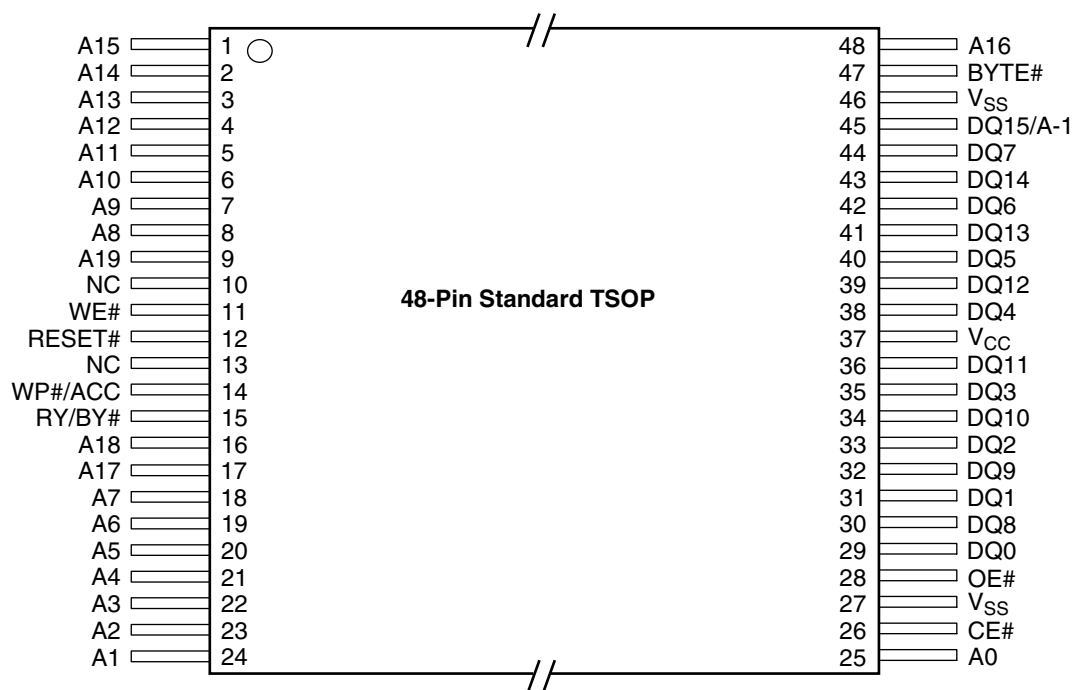 A15 1 48 A16
A14 2 47 BYTE#
A13 3 46 VSS
A12 4 45 DQ15/A-1
A11 5 44 DQ7
A10 6 43 DQ14
A9 7 42 DQ6
A8 8 41 DQ13
A19 9 40 DQ5
NC 10 39 DQ12
48-Pin Standard TSOP
WE# 11 38 DQ4
RESET# 12 37 VCC
NC 13 36 DQ11
WP#/ACC 14 35 DQ3
RY/BY# 15 34 DQ10
A18 16 33 DQ2
A17 17 32 DQ9
A7 18 31 DQ1
A6 19 30 DQ8
A5 20 29 DQ0
A4 21 28 OE#
A3 22 27 VSS
A2 23 26 CE#
A1 24 25 A0